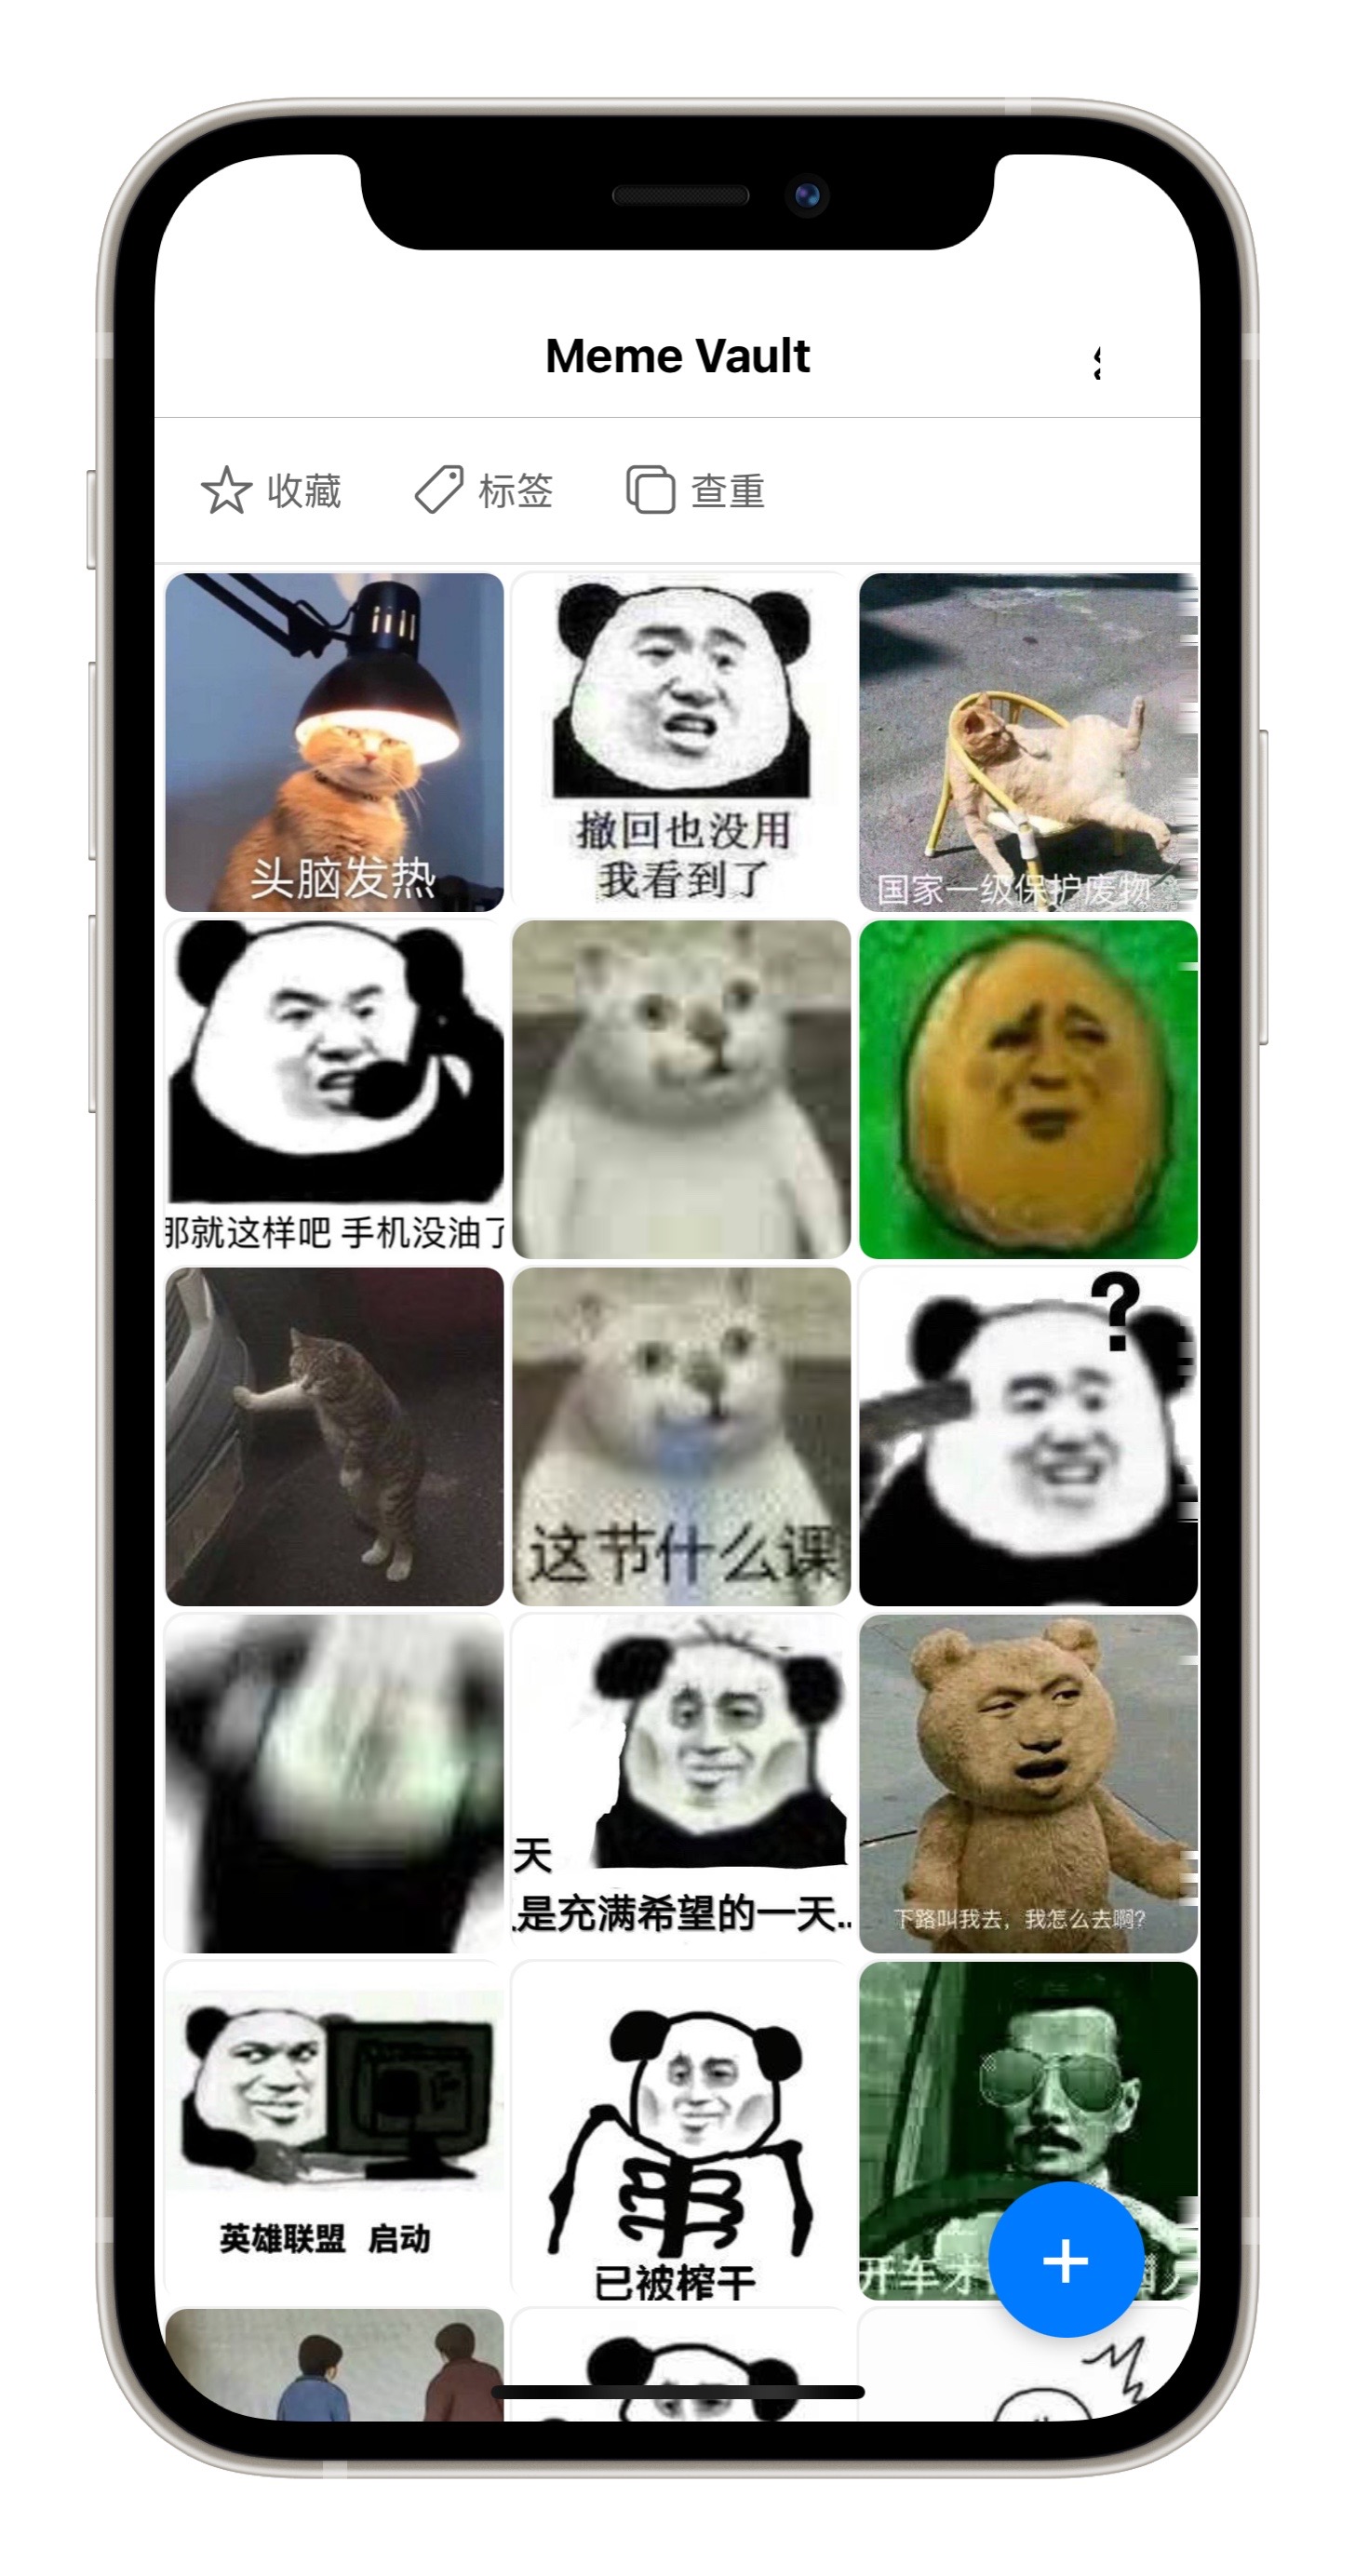 Meme Vault
收藏 标签 查重
头脑发热
撤回也没用
我看到了
国家一级保护废物
那就这样吧 手机没油了
这节什么课
?
天
是充满希望的一天..
下路叫我去，我怎么去啊?
英雄联盟 启动
已被榨干
开车